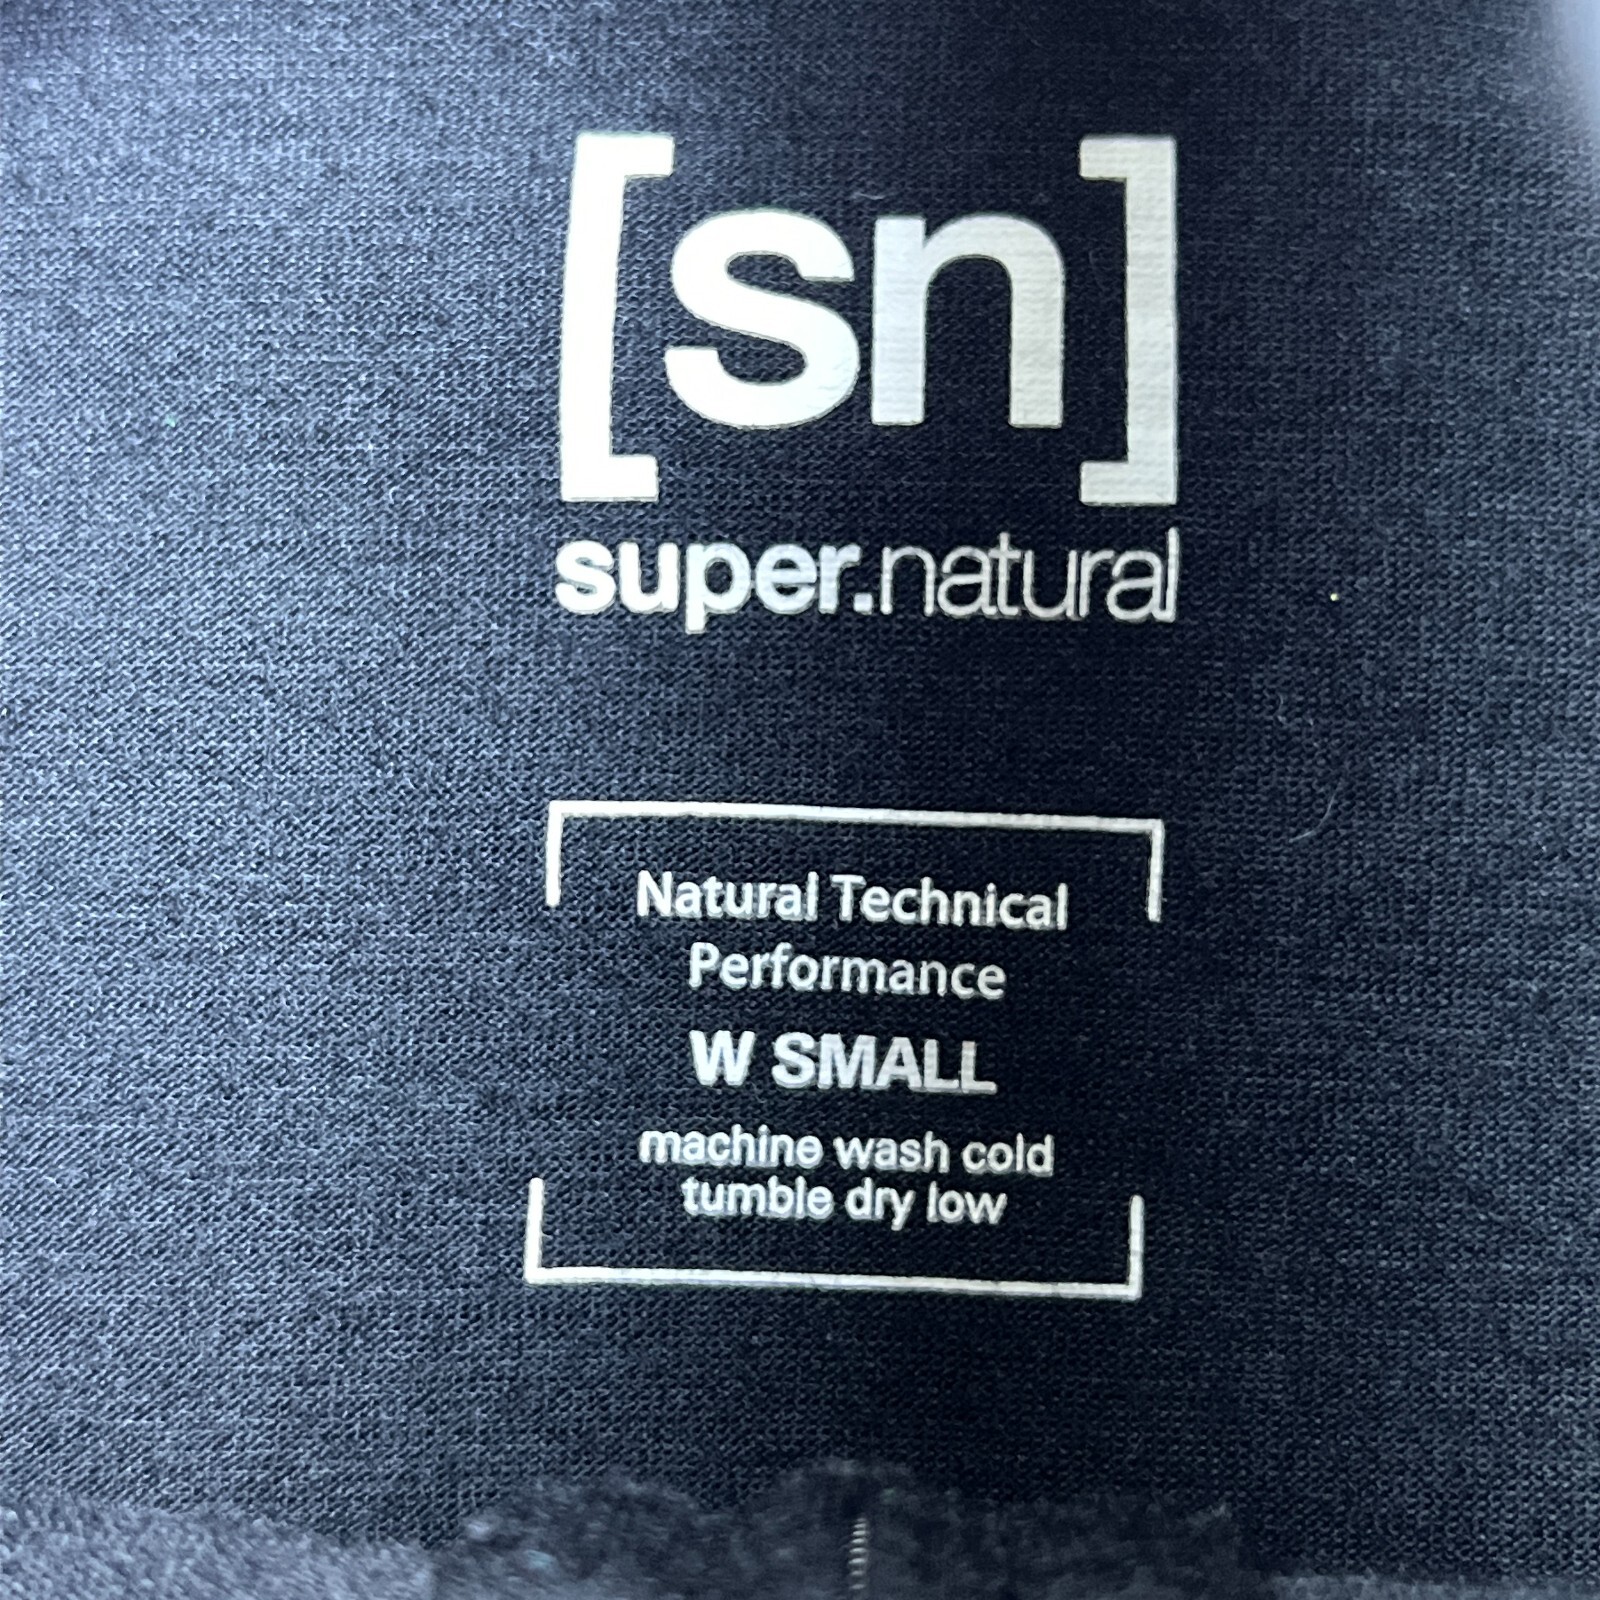 [sn]
super.natural
Natural Technical
Performance
W SMALL
machine wash cold
tumble dry low